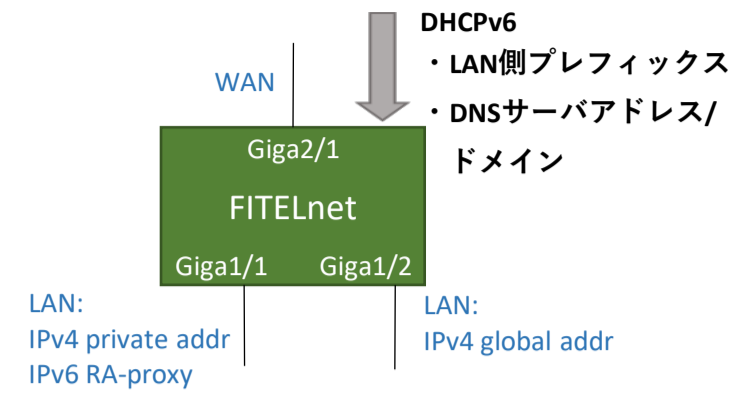 DHCPv6
・LAN側プレフィックス
・DNSサーバアドレス/
ドメイン
WAN
Giga2/1
FITELnet
Giga1/1
Giga1/2
LAN:
IPv4 private addr
IPv6 RA-proxy
LAN:
IPv4 global addr